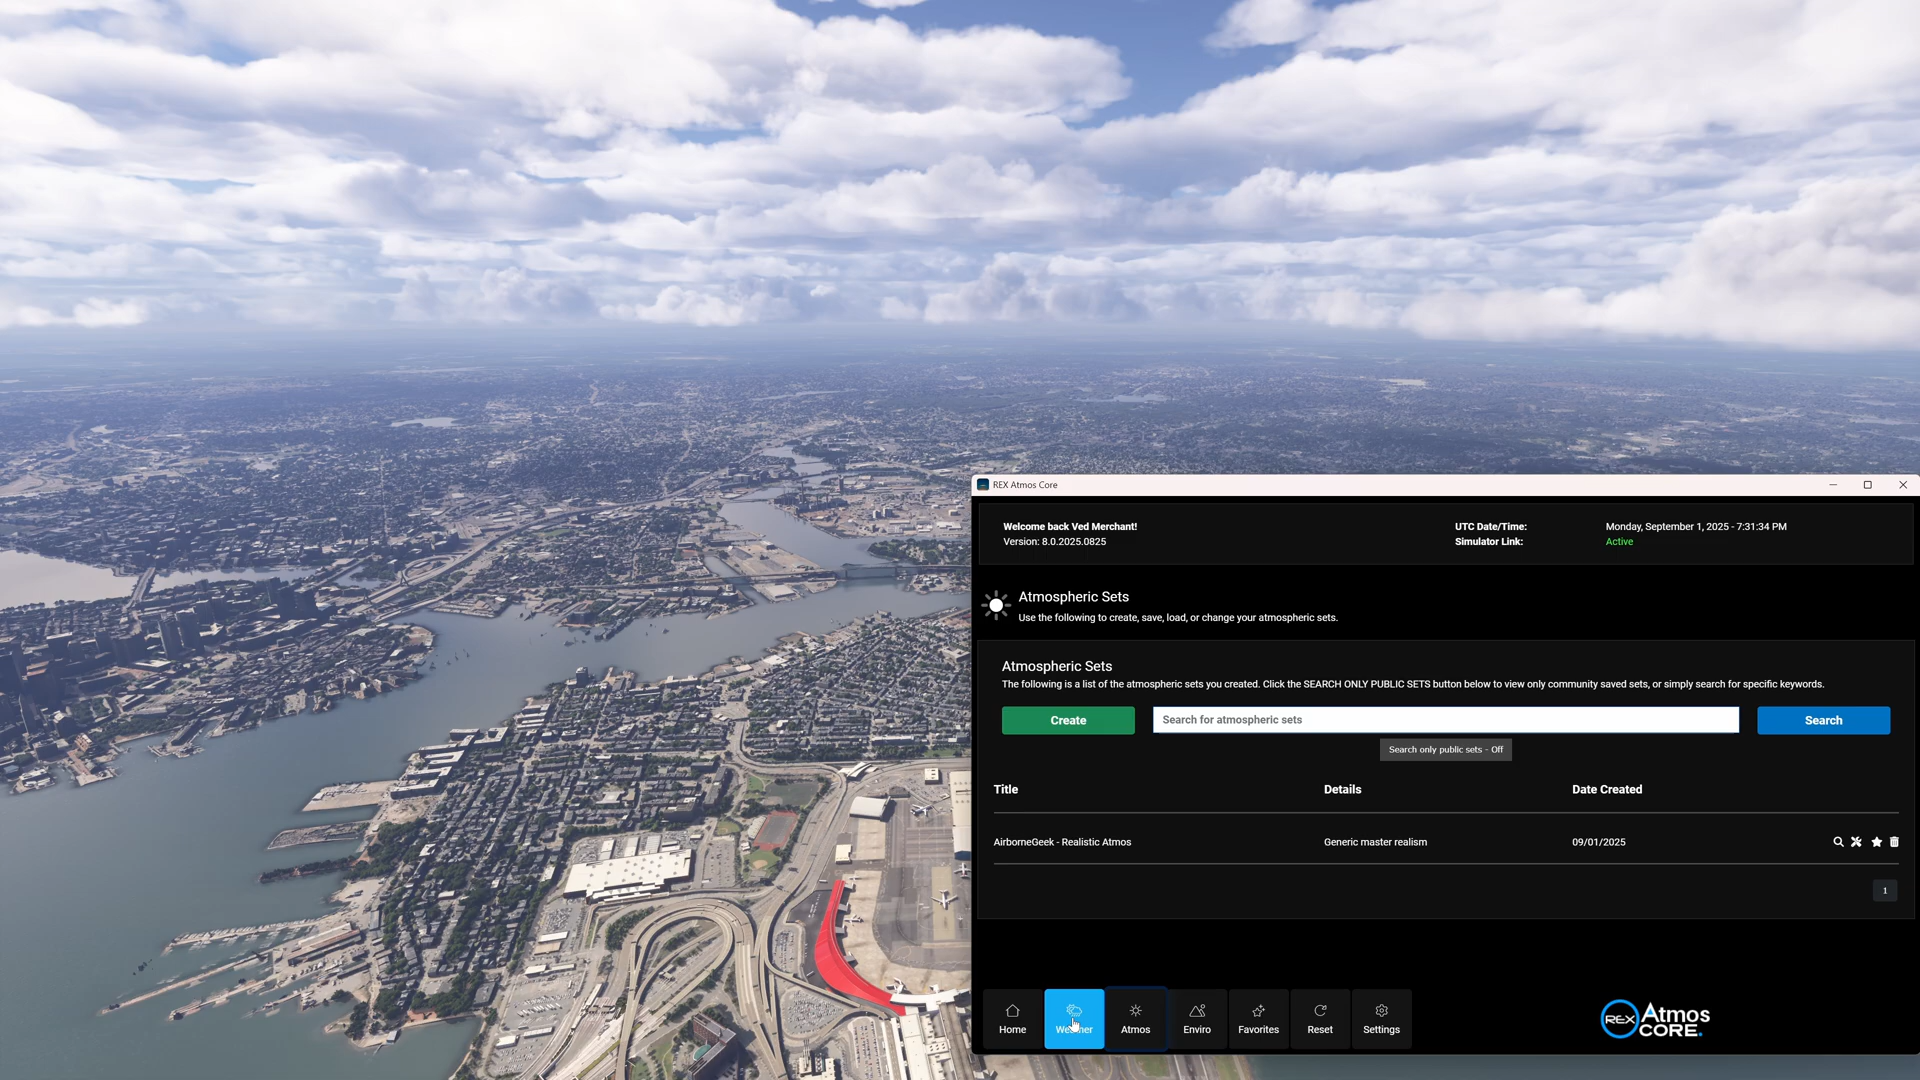 REX Atmos Core
Welcome back Ved Merchant!
Version: 8.0.2025.0825
UTC Date/Time: Monday, September 1, 2025 - 7:31:34 PM
Simulator Link: Active
Atmospheric Sets
Use the following to create, save, load, or change your atmospheric sets.
Atmospheric Sets
The following is a list of the atmospheric sets you created. Click the SEARCH ONLY PUBLIC SETS button below to view only community saved sets, or simply search for specific keywords.
Create Search for atmospheric sets Search
Search only public sets - Off
Title Details Date Created
AirborneGeek - Realistic Atmos Generic master realism 09/01/2025
1
Home Weather Atmos Enviro Favorites Reset Settings
REX Atmos
CORE.